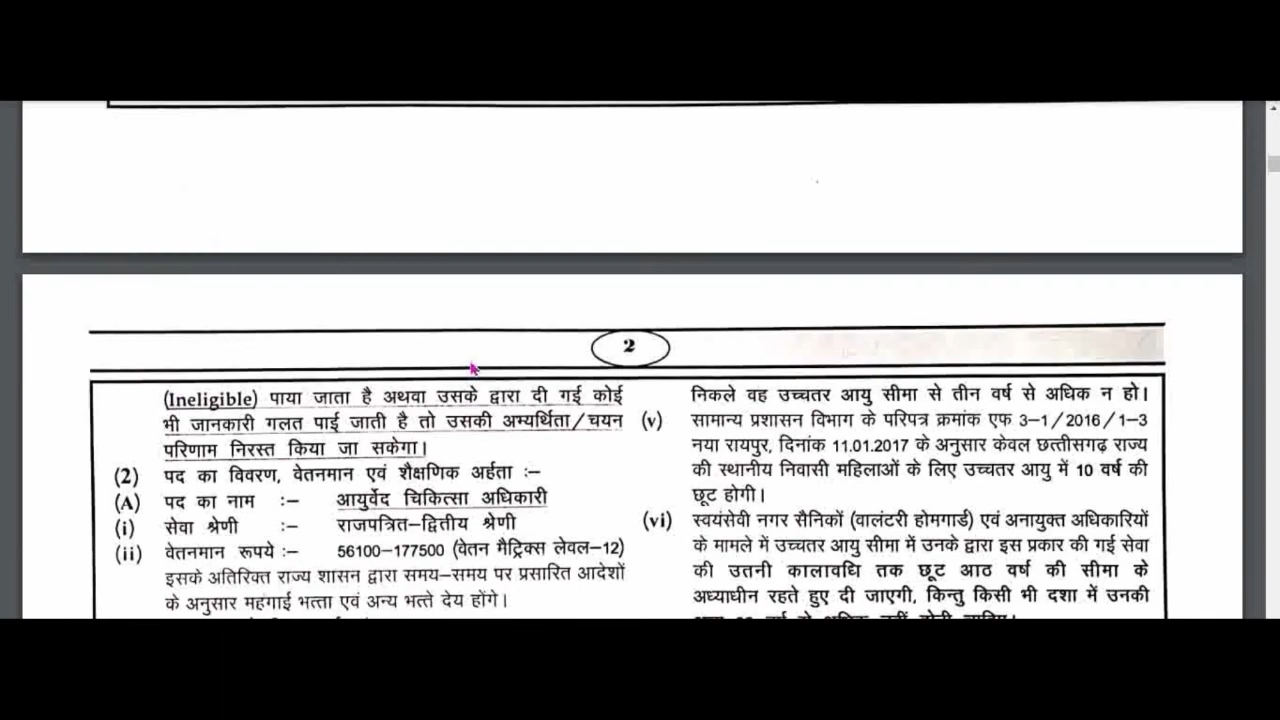 2
(Ineligible) पाया जाता है अथवा उसके द्वारा दी गई कोई
भी जानकारी गलत पाई जाती है तो उसकी अभ्यर्थिता/चयन
परिणाम निरस्त किया जा सकेगा।
(2) पद का विवरण, वेतनमान एवं शैक्षणिक अर्हता :–
(A) पद का नाम :– आयुर्वेद चिकित्सा अधिकारी
(i) सेवा श्रेणी :– राजपत्रित–द्वितीय श्रेणी
(ii) वेतनमान रूपये :– 56100–177500 (वेतन मैट्रिक्स लेवल–12)
इसके अतिरिक्त राज्य शासन द्वारा समय–समय पर प्रसारित आदेशों
के अनुसार महंगाई भत्ता एवं अन्य भत्ते देय होंगे।
निकले वह उच्चतर आयु सीमा से तीन वर्ष से अधिक न हो।
(v) सामान्य प्रशासन विभाग के परिपत्र क्रमांक एफ 3–1/2016/1–3
नया रायपुर, दिनांक 11.01.2017 के अनुसार केवल छत्तीसगढ़ राज्य
की स्थानीय निवासी महिलाओं के लिए उच्चतर आयु में 10 वर्ष की
छूट होगी।
(vi) स्वयंसेवी नगर सैनिकों (वालंटरी होमगार्ड) एवं अनायुक्त अधिकारियों
के मामले में उच्चतर आयु सीमा में उनके द्वारा इस प्रकार की गई सेवा
की उतनी कालावधि तक छूट आठ वर्ष की सीमा के
अध्याधीन रहते हुए दी जाएगी, किन्तु किसी भी दशा में उनकी